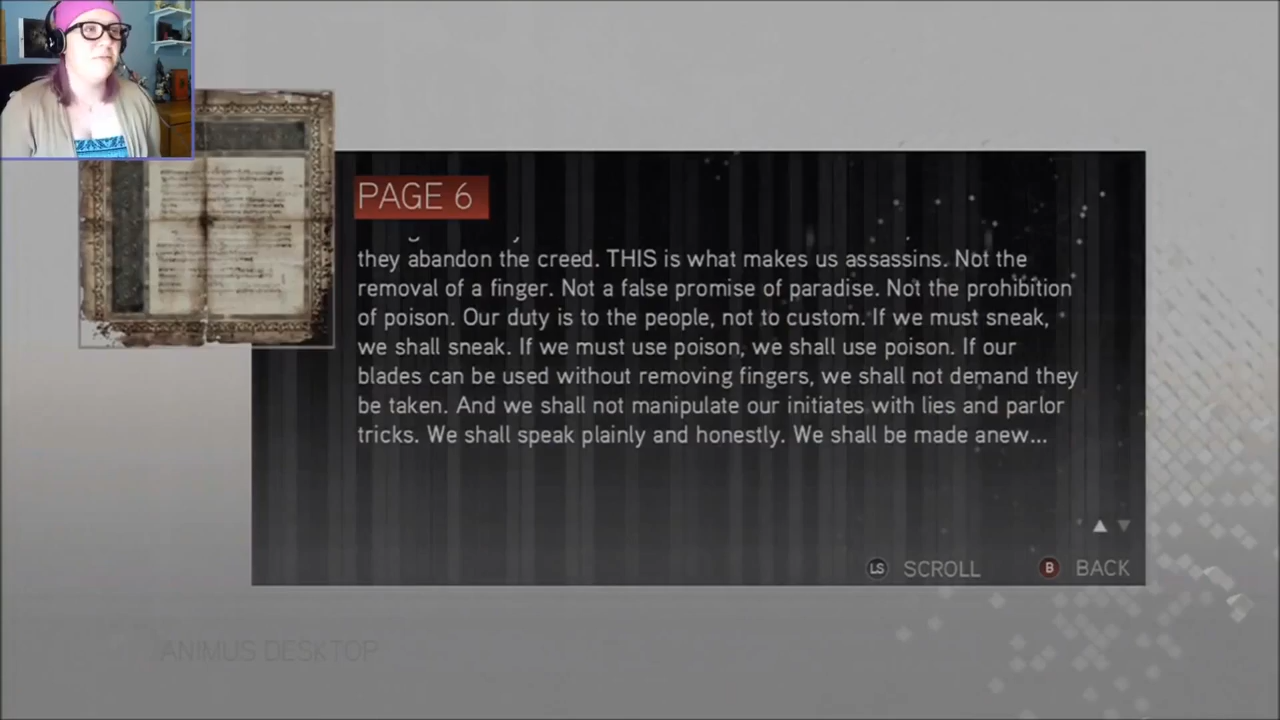 PAGE 6
they abandon the creed. THIS is what makes us assassins. Not the
removal of a finger. Not a false promise of paradise. Not the prohibition
of poison. Our duty is to the people, not to custom. If we must sneak,
we shall sneak. If we must use poison, we shall use poison. If our
blades can be used without removing fingers, we shall not demand they
be taken. And we shall not manipulate our initiates with lies and parlor
tricks. We shall speak plainly and honestly. We shall be made anew...
LS SCROLL B BACK
ANIMUS DESKTOP